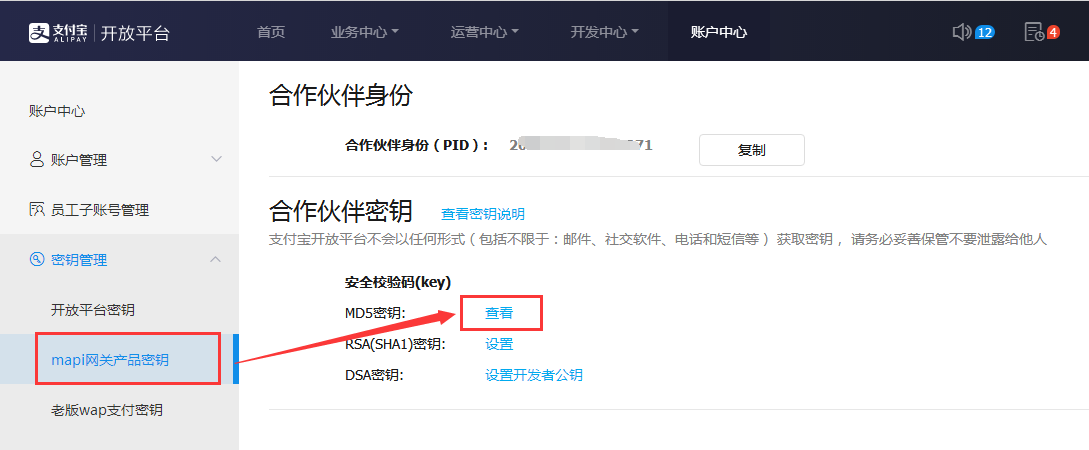 支付宝 ALIPAY 开放平台 首页 业务中心 运营中心 开发中心 账户中心 12 4
账户中心
账户管理
员工子账号管理
密钥管理
开放平台密钥
mapi网关产品密钥
老版wap支付密钥
合作伙伴身份
合作伙伴身份(PID): 20 71 复制
合作伙伴密钥 查看密钥说明
支付宝开放平台不会以任何形式(包括不限于:邮件、社交软件、电话和短信等)获取密钥,请务必妥善保管不要泄露给他人
安全校验码(key)
MD5密钥: 查看
RSA(SHA1)密钥: 设置
DSA密钥: 设置开发者公钥